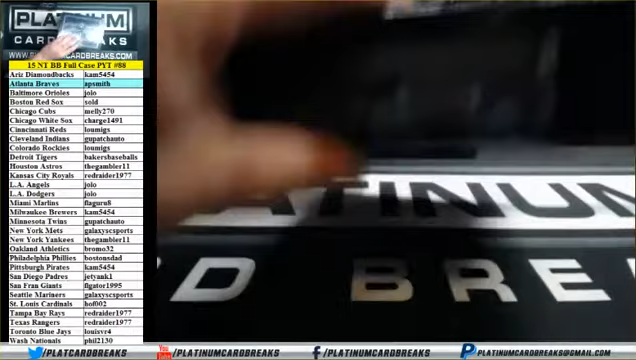 PLATINUM
CARD BREAKS
WWW.PLATINUMCARDBREAKS.COM
15 NT BB Full Case PYT #88
Ariz Diamondbacks kam5454
Atlanta Braves apsmith
Baltimore Orioles jolo
Boston Red Sox sold
Chicago Cubs melly270
Chicago White Sox charge1491
Cinncinnati Reds loumigs
Cleveland Indians gupatchauto
Colorado Rockies loumigs
Detroit Tigers bakersbaseballs
Houston Astros thegambler11
Kansas City Royals redraider1977
L.A. Angels jolo
L.A. Dodgers jolo
Miami Marlins flaguru8
Milwaukee Brewers kam5454
Minnesota Twins gupatchauto
New York Mets galaxyscsports
New York Yankees thegambler11
Oakland Athletics bromo32
Philadelphia Phillies bostonsdad
Pittsburgh Pirates kam5454
San Diego Padres jetyank1
San Fran Giants flgator1995
Seattle Mariners galaxyscsports
St. Louis Cardinals hof002
Tampa Bay Rays redraider1977
Texas Rangers redraider1977
Toronto Blue Jays louisvr4
Wash Nationals phil2130
ATINUM
D BRE
/PLATCARDBREAKS
You Tube /PLATINUMCARDBREAKS
f /PLATINUMCARDBREAKS
P PLATINUMCARDBREAKS@GMAIL.COM